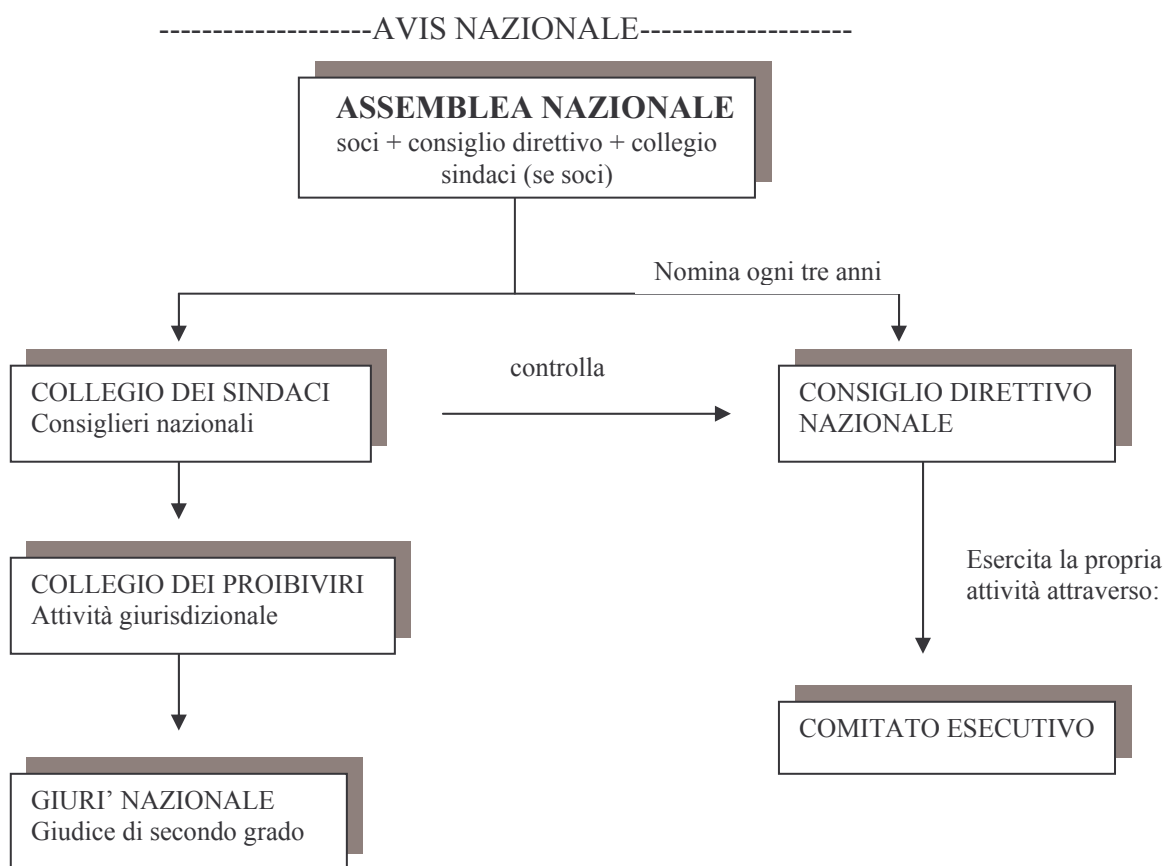 --------------------AVIS NAZIONALE--------------------
ASSEMBLEA NAZIONALE
soci + consiglio direttivo + collegio
sindaci (se soci)
Nomina ogni tre anni
COLLEGIO DEI SINDACI
Consiglieri nazionali
controlla
CONSIGLIO DIRETTIVO
NAZIONALE
COLLEGIO DEI PROIBIVIRI
Attività giurisdizionale
Esercita la propria
attività attraverso:
COMITATO ESECUTIVO
GIURI’ NAZIONALE
Giudice di secondo grado